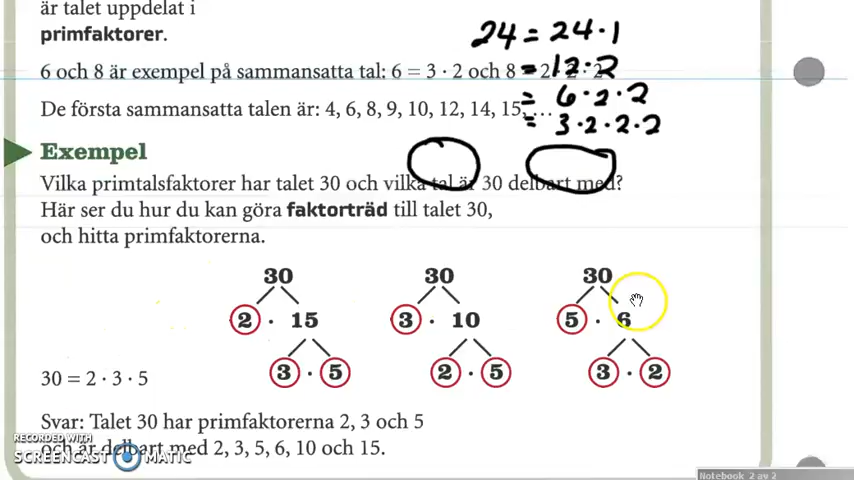 är talet uppdelat i
primfaktorer.
24 = 24 · 1
= 12 · 2
= 6 · 2 · 2
= 3 · 2 · 2 · 2
6 och 8 är exempel på sammansatta tal: 6 = 3 · 2 och 8 = 2 · 2 · 2
De första sammansatta talen är: 4, 6, 8, 9, 10, 12, 14, 15, …
Exempel
Vilka primtalsfaktorer har talet 30 och vilka tal är 30 delbart med?
Här ser du hur du kan göra faktorträd till talet 30,
och hitta primfaktorerna.
30 30 30
2 · 15 3 · 10 5 · 6
3 · 5 2 · 5 3 · 2
30 = 2 · 3 · 5
Svar: Talet 30 har primfaktorerna 2, 3 och 5
och är delbart med 2, 3, 5, 6, 10 och 15.
RECORDED WITH
SCREENCAST MATIC
Notebook 2 av 2